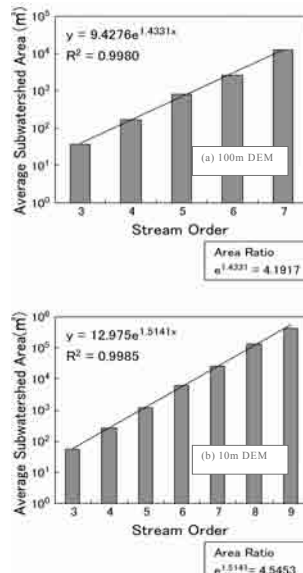 Average Subwatershed Area (㎡)
10⁵
10⁴
10³
10²
10¹
10⁰
y = 9.4276e^1.4331x
R² = 0.9980
(a) 100m DEM
3 4 5 6 7
Stream Order
Area Ratio
e^1.4331 = 4.1917
Average Subwatershed Area(㎡)
10⁶
10⁵
10⁴
10³
10²
10¹
10⁰
y = 12.975e^1.5141x
R² = 0.9985
(b) 10m DEM
3 4 5 6 7 8 9
Stream Order
Area Ratio
e^1.5141 = 4.5453